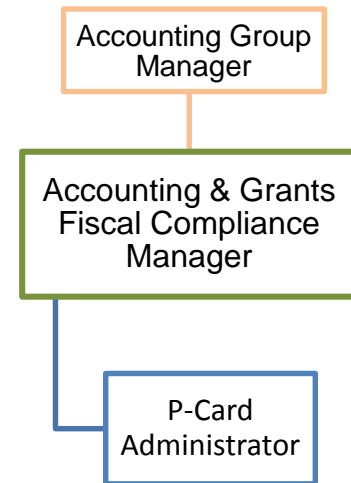 Accounting Group
Manager
Accounting & Grants
Fiscal Compliance
Manager
P-Card
Administrator